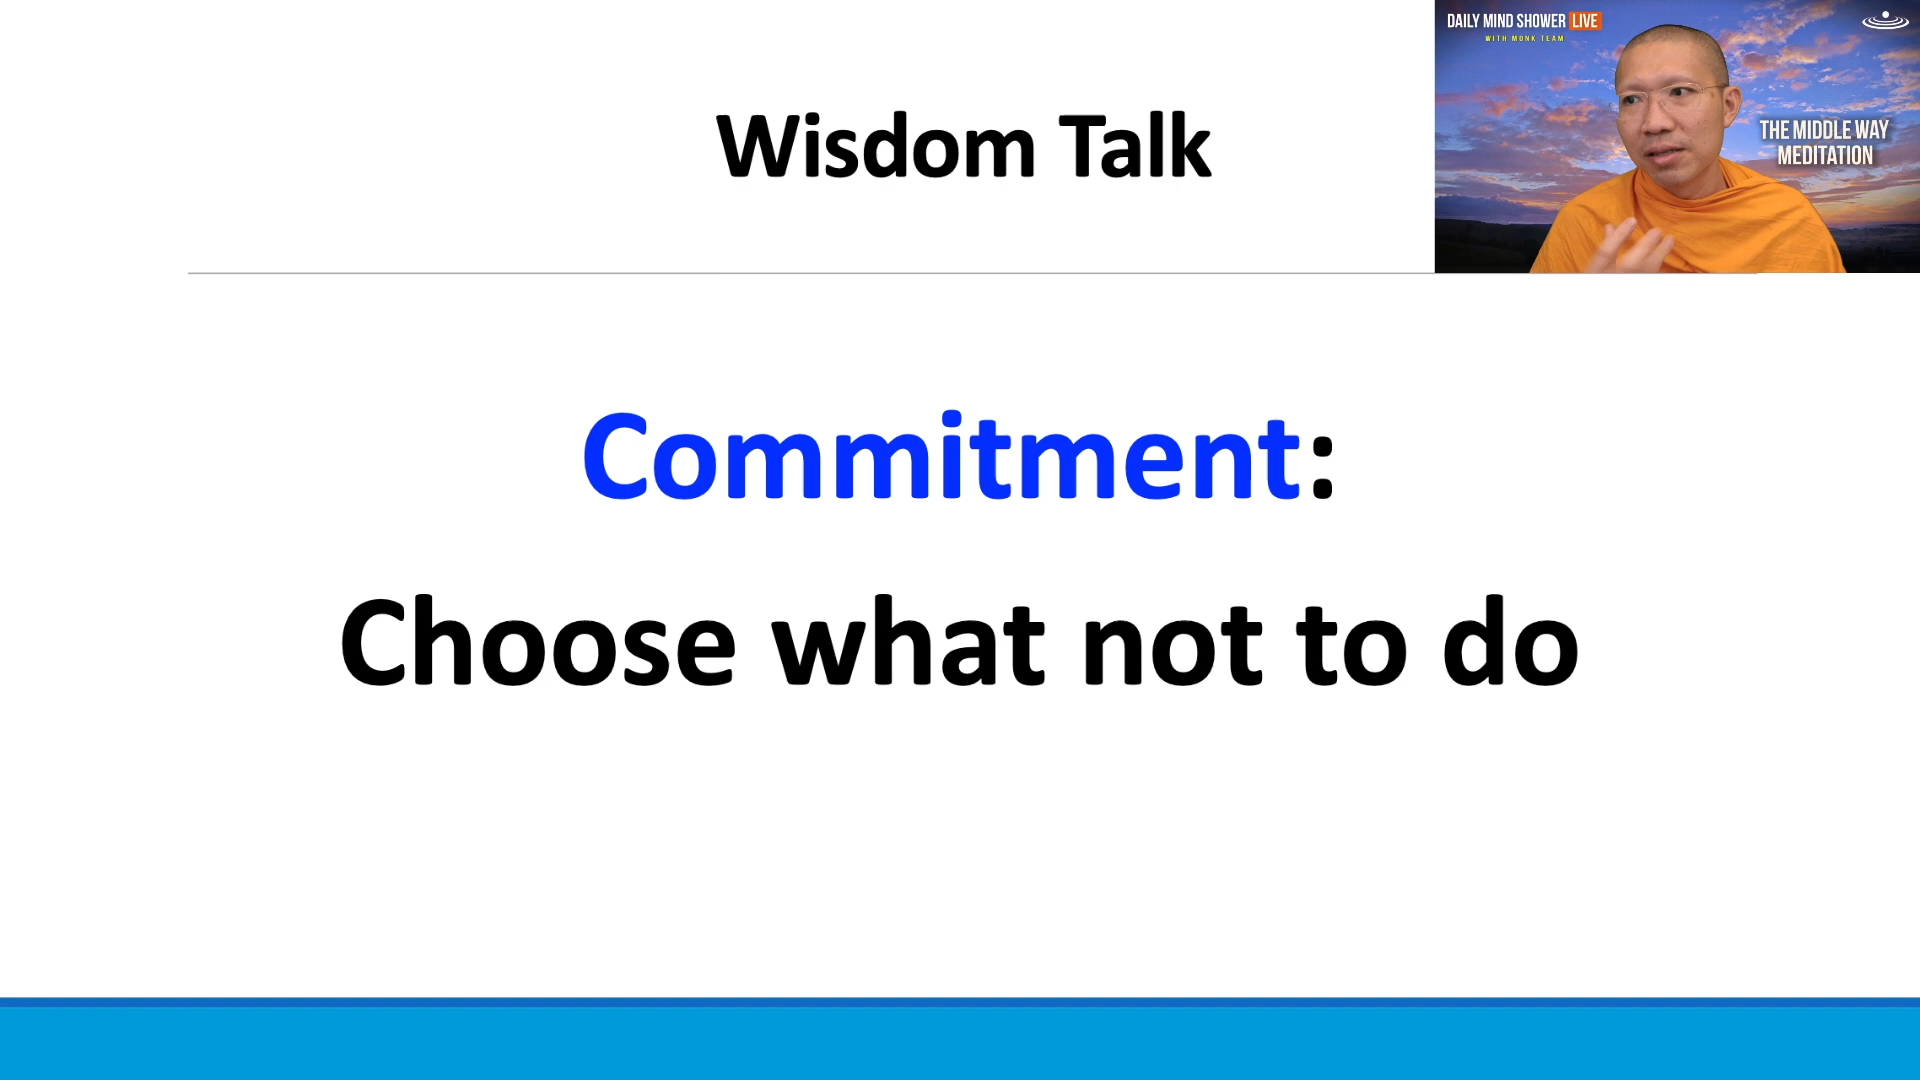 Wisdom Talk
DAILY MIND SHOWER LIVE
WITH MONK TEAM
THE MIDDLE WAY
MEDITATION
Commitment:
Choose what not to do